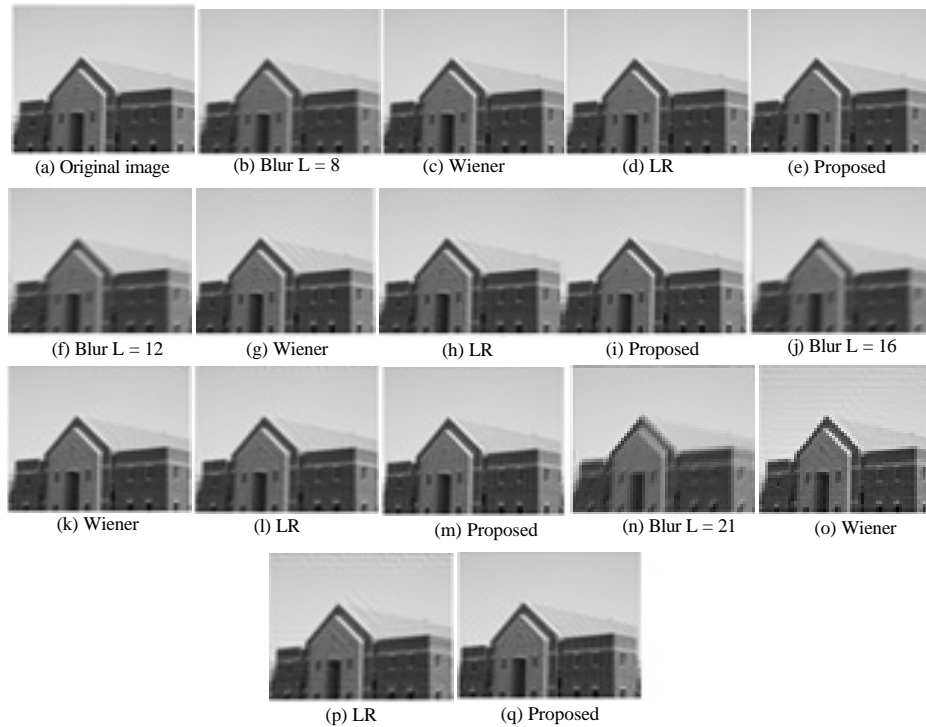 (a) Original image
(b) Blur L = 8
(c) Wiener
(d) LR
(e) Proposed
(f) Blur L = 12
(g) Wiener
(h) LR
(i) Proposed
(j) Blur L = 16
(k) Wiener
(l) LR
(m) Proposed
(n) Blur L = 21
(o) Wiener
(p) LR
(q) Proposed